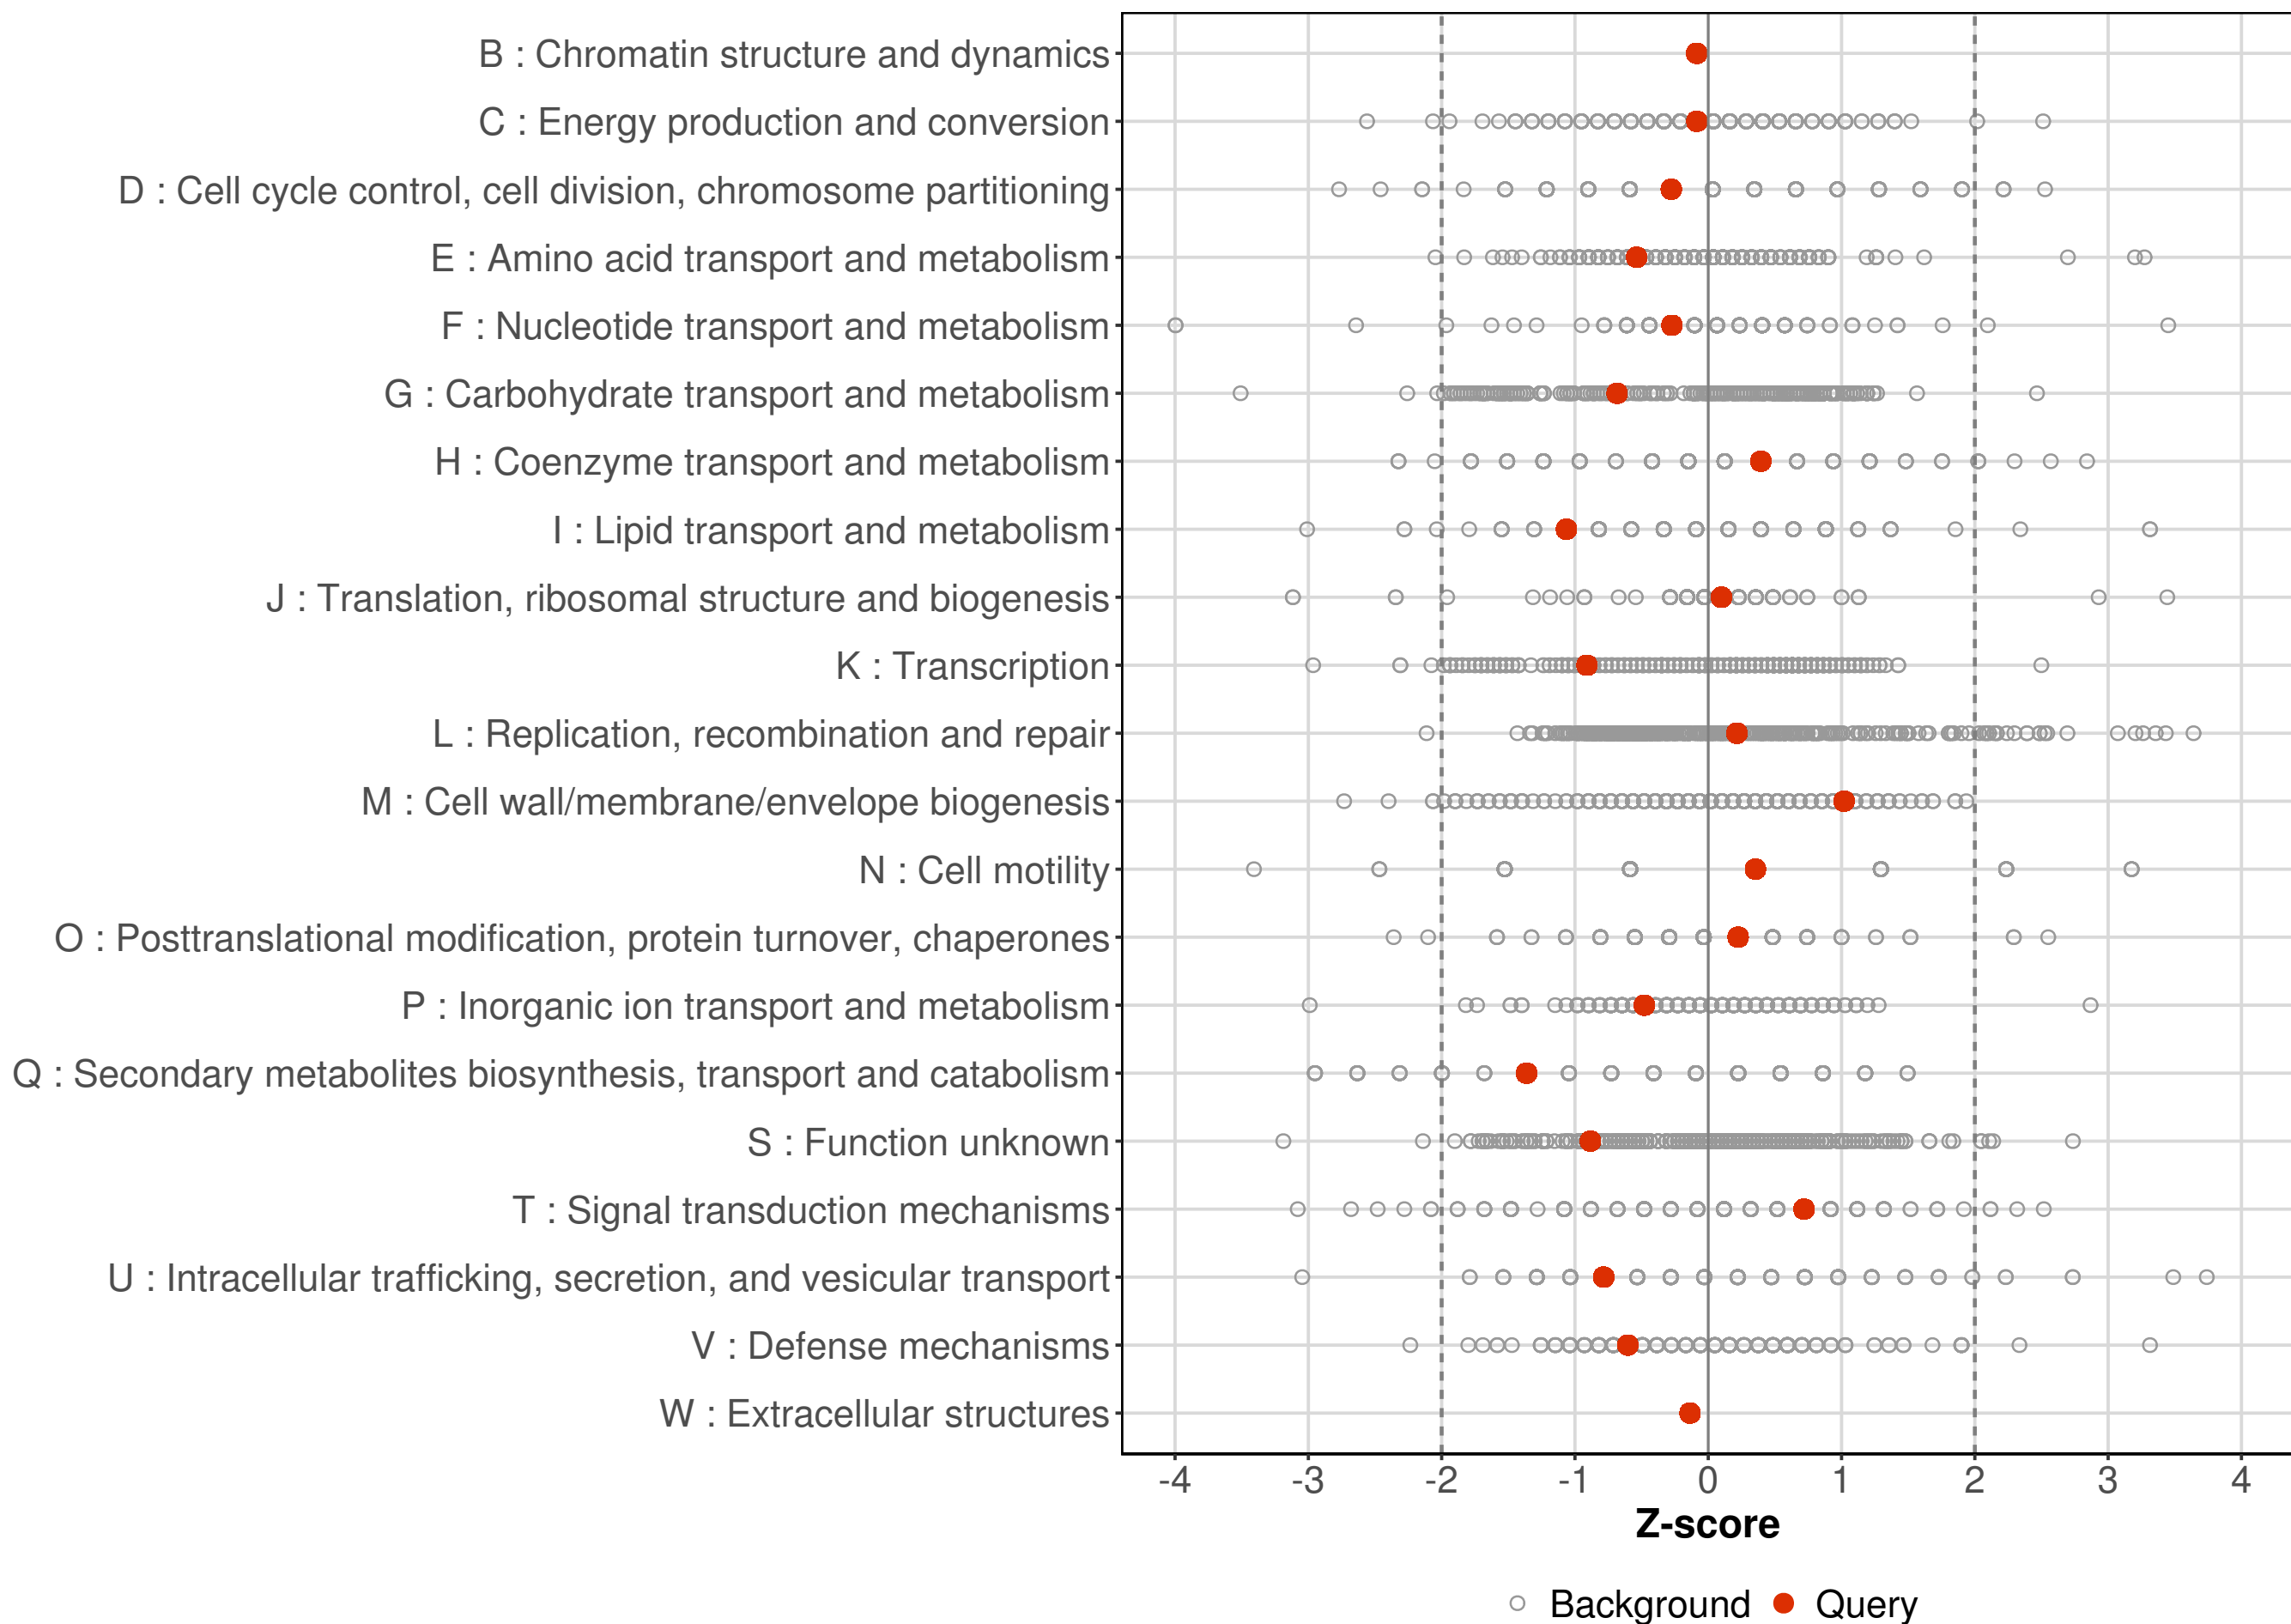 B : Chromatin structure and dynamics
C : Energy production and conversion
D : Cell cycle control, cell division, chromosome partitioning
E : Amino acid transport and metabolism
F : Nucleotide transport and metabolism
G : Carbohydrate transport and metabolism
H : Coenzyme transport and metabolism
I : Lipid transport and metabolism
J : Translation, ribosomal structure and biogenesis
K : Transcription
L : Replication, recombination and repair
M : Cell wall/membrane/envelope biogenesis
N : Cell motility
O : Posttranslational modification, protein turnover, chaperones
P : Inorganic ion transport and metabolism
Q : Secondary metabolites biosynthesis, transport and catabolism
S : Function unknown
T : Signal transduction mechanisms
U : Intracellular trafficking, secretion, and vesicular transport
V : Defense mechanisms
W : Extracellular structures
-4 -3 -2 -1 0 1 2 3 4
Z-score
Background Query